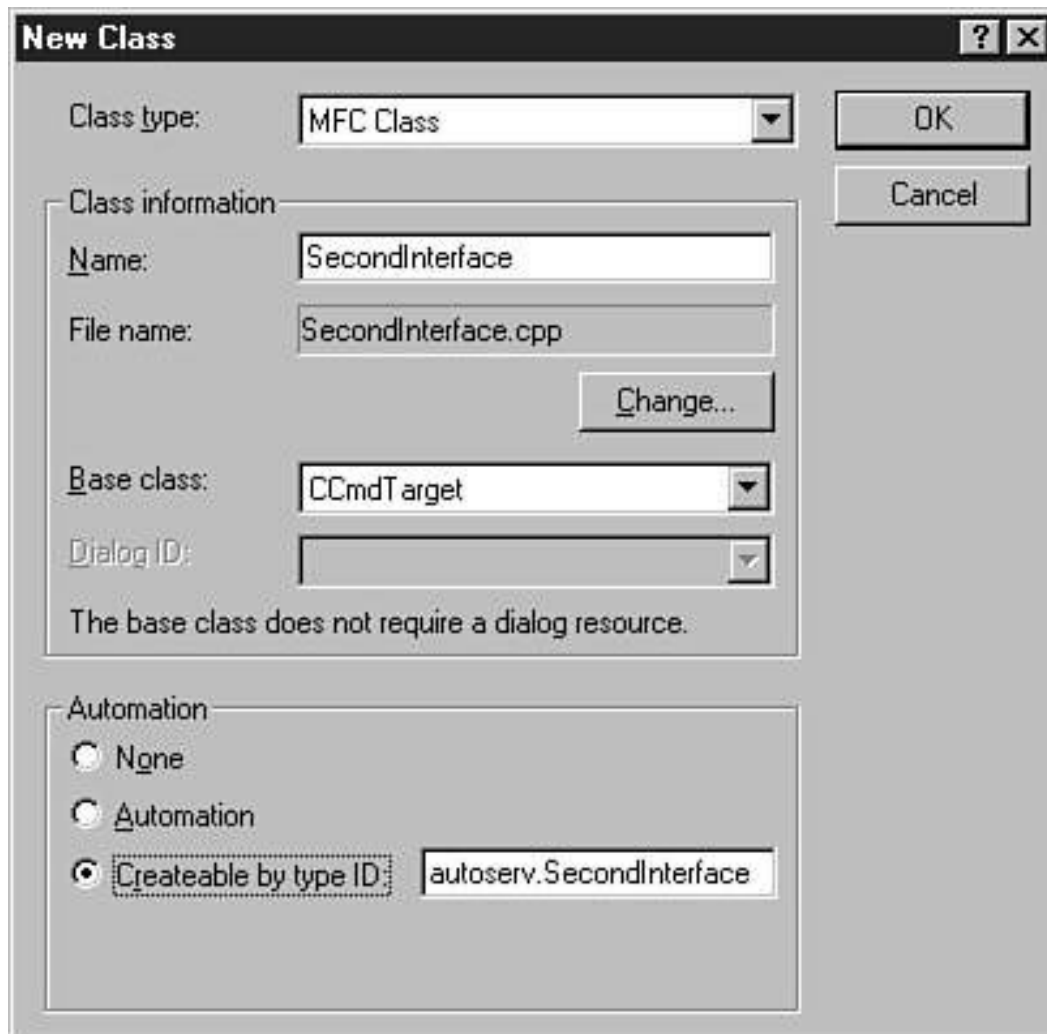 New Class
Class type: MFC Class
OK
Cancel
Class information
Name: SecondInterface
File name: SecondInterface.cpp
Change...
Base class: CCmdTarget
Dialog ID:
The base class does not require a dialog resource.
Automation
None
Automation
Createable by type ID: autoserv.SecondInterface